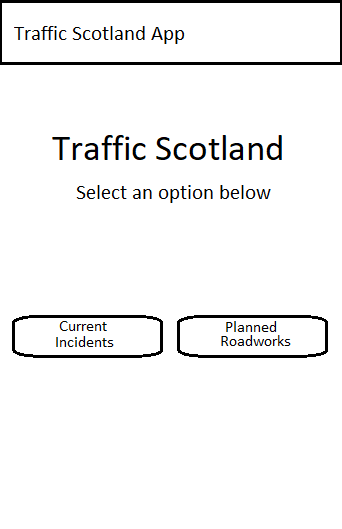 Traffic Scotland App
Traffic Scotland
Select an option below
Current
Incidents
Planned
Roadworks